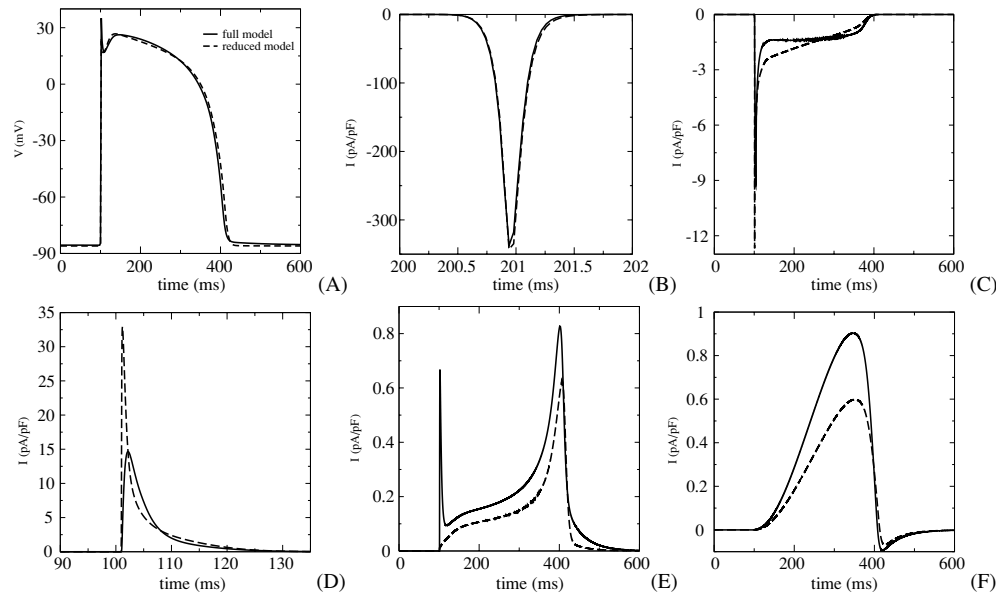 30
0
-30
-60
-90
V (mV)
full model
reduced model
0 200 400 600
time (ms)
(A)
0
-100
-200
-300
I (pA/pF)
200 200.5 201 201.5 202
time (ms)
(B)
0
-3
-6
-9
-12
I (pA/pF)
0 200 400 600
time (ms)
(C)
35
30
25
20
15
10
5
0
I (pA/pF)
90 100 110 120 130
time (ms)
(D)
0.8
0.6
0.4
0.2
0
I (pA/pF)
0 200 400 600
time (ms)
(E)
1
0.8
0.6
0.4
0.2
0
I (pA/pF)
0 200 400 600
time (ms)
(F)